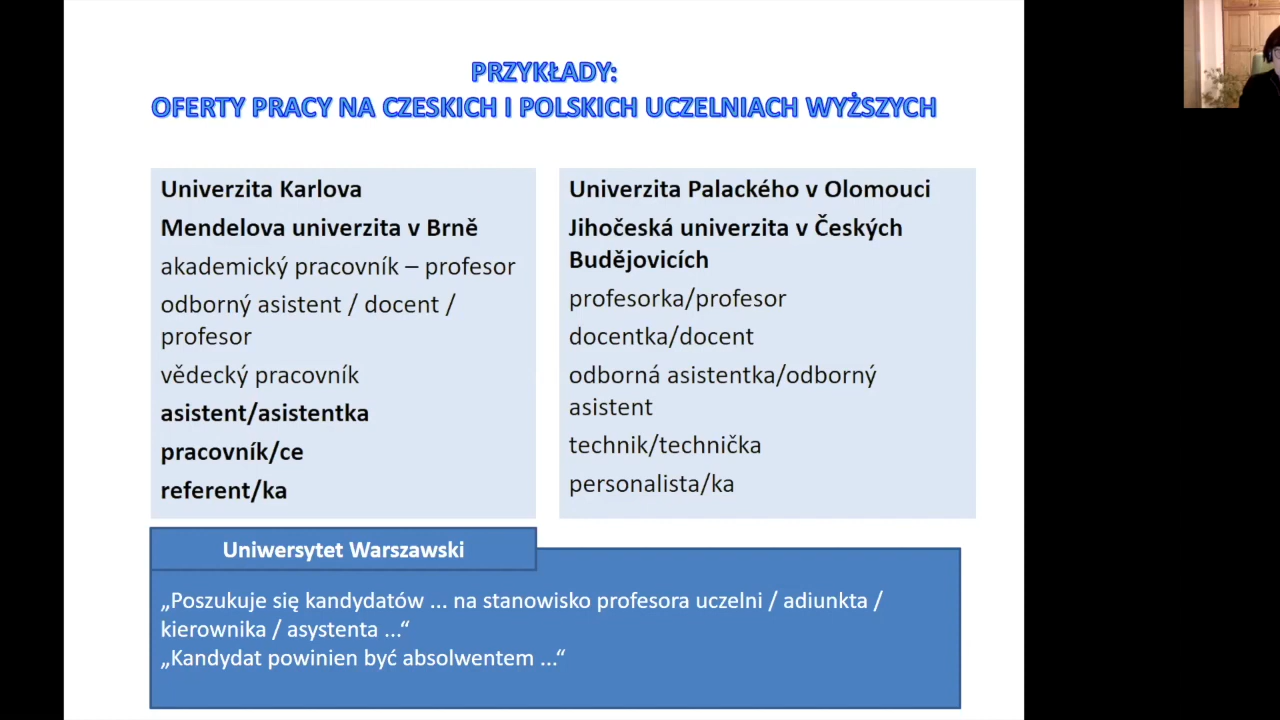 PRZYKŁADY:
OFERTY PRACY NA CZESKICH I POLSKICH UCZELNIACH WYŻSZYCH
Univerzita Karlova
Mendelova univerzita v Brně
akademický pracovník – profesor
odborný asistent / docent /
profesor
vědecký pracovník
asistent/asistentka
pracovník/ce
referent/ka
Univerzita Palackého v Olomouci
Jihočeská univerzita v Českých
Budějovicích
profesorka/profesor
docentka/docent
odborná asistentka/odborný
asistent
technik/technička
personalista/ka
Uniwersytet Warszawski
„Poszukuje się kandydatów ... na stanowisko profesora uczelni / adiunkta /
kierownika / asystenta ...“
„Kandydat powinien być absolwentem ...“